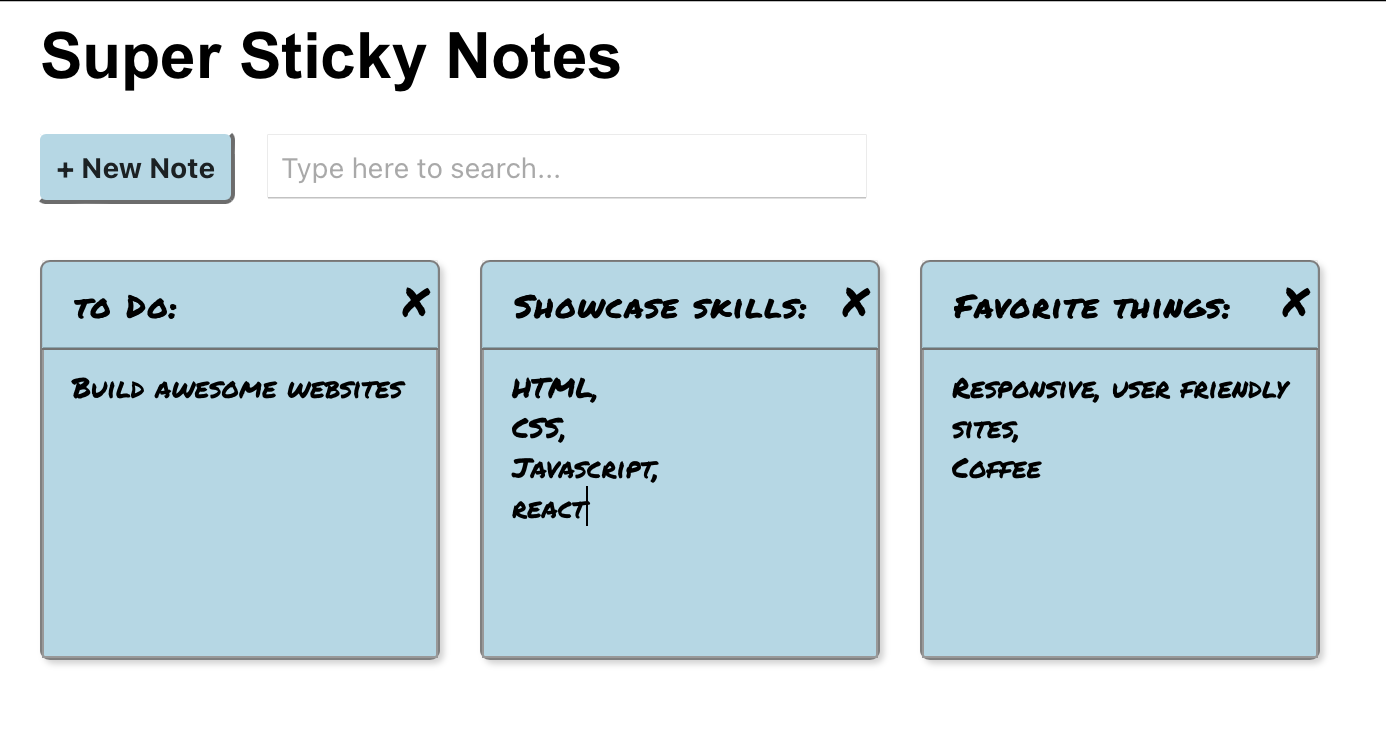 Super Sticky Notes
+ New Note
Type here to search...
To Do:
X
Build awesome websites
Showcase skills:
X
HTML,
CSS,
Javascript,
react
Favorite things:
X
Responsive, user friendly
sites,
Coffee